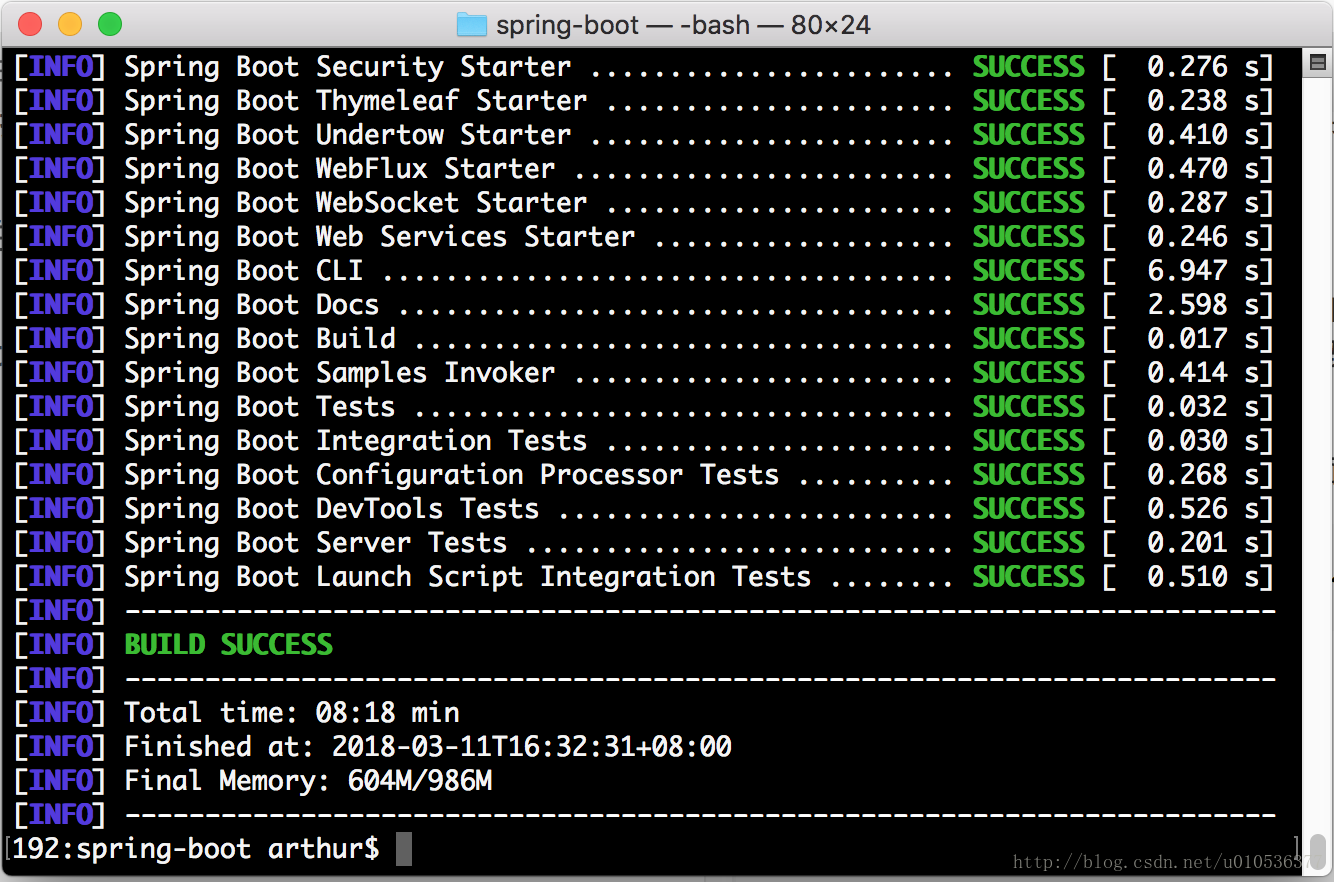 spring-boot — -bash — 80×24
[INFO] Spring Boot Security Starter ....................... SUCCESS [  0.276 s]
[INFO] Spring Boot Thymeleaf Starter ...................... SUCCESS [  0.238 s]
[INFO] Spring Boot Undertow Starter ....................... SUCCESS [  0.410 s]
[INFO] Spring Boot WebFlux Starter ........................ SUCCESS [  0.470 s]
[INFO] Spring Boot WebSocket Starter ...................... SUCCESS [  0.287 s]
[INFO] Spring Boot Web Services Starter ................... SUCCESS [  0.246 s]
[INFO] Spring Boot CLI .................................... SUCCESS [  6.947 s]
[INFO] Spring Boot Docs ................................... SUCCESS [  2.598 s]
[INFO] Spring Boot Build .................................. SUCCESS [  0.017 s]
[INFO] Spring Boot Samples Invoker ........................ SUCCESS [  0.414 s]
[INFO] Spring Boot Tests .................................. SUCCESS [  0.032 s]
[INFO] Spring Boot Integration Tests ...................... SUCCESS [  0.030 s]
[INFO] Spring Boot Configuration Processor Tests .......... SUCCESS [  0.268 s]
[INFO] Spring Boot DevTools Tests ......................... SUCCESS [  0.526 s]
[INFO] Spring Boot Server Tests ........................... SUCCESS [  0.201 s]
[INFO] Spring Boot Launch Script Integration Tests ........ SUCCESS [  0.510 s]
[INFO] ------------------------------------------------------------------------
[INFO] BUILD SUCCESS
[INFO] ------------------------------------------------------------------------
[INFO] Total time: 08:18 min
[INFO] Finished at: 2018-03-11T16:32:31+08:00
[INFO] Final Memory: 604M/986M
[INFO] ------------------------------------------------------------------------
[192:spring-boot arthur$ ]